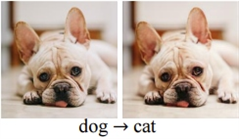 dog → cat